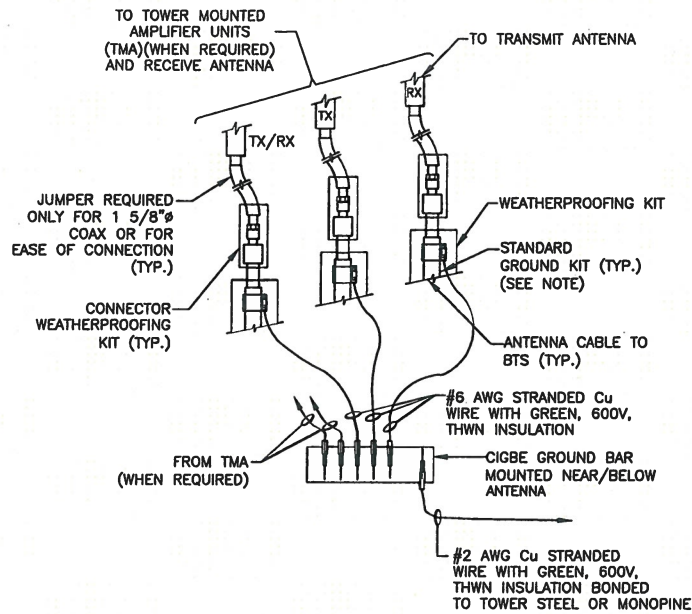 TO TOWER MOUNTED
AMPLIFIER UNITS
(TMA)(WHEN REQUIRED)
AND RECEIVE ANTENNA
TO TRANSMIT ANTENNA
RX
TX
TX/RX
JUMPER REQUIRED
ONLY FOR 1 5/8"ø
COAX OR FOR
EASE OF CONNECTION
(TYP.)
WEATHERPROOFING KIT
STANDARD
GROUND KIT (TYP.)
(SEE NOTE)
CONNECTOR
WEATHERPROOFING
KIT (TYP.)
ANTENNA CABLE TO
BTS (TYP.)
#6 AWG STRANDED Cu
WIRE WITH GREEN, 600V,
THWN INSULATION
FROM TMA
(WHEN REQUIRED)
CIGBE GROUND BAR
MOUNTED NEAR/BELOW
ANTENNA
#2 AWG Cu STRANDED
WIRE WITH GREEN, 600V,
THWN INSULATION BONDED
TO TOWER STEEL OR MONOPINE